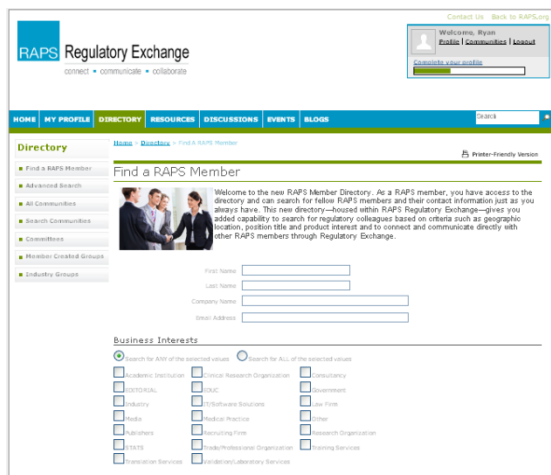 Contact Us Back to RAPS.org
Welcome, Ryan
Profile | Communities | Logout
Complete your profile
RAPS Regulatory Exchange
connect • communicate • collaborate
HOME MY PROFILE DIRECTORY RESOURCES DISCUSSIONS EVENTS BLOGS Search
Directory
Home > Directory > Find A RAPS Member
Printer-Friendly Version
Find a RAPS Member
Advanced Search
All Communities
Search Communities
Committees
Member Created Groups
Industry Groups
Find a RAPS Member
Welcome to the new RAPS Member Directory. As a RAPS member, you have access to the
directory and can search for fellow RAPS members and their contact information just as you
always have. This new directory—housed within RAPS Regulatory Exchange—gives you
added capability to search for regulatory colleagues based on criteria such as geographic
location, position title and product interest and to connect and communicate directly with
other RAPS members through Regulatory Exchange.
First Name
Last Name
Company Name
Email Address
Business Interests
Search for ANY of the selected values Search for ALL of the selected values
Academic Institution Clinical Research Organization Consultancy
EDITORIAL EDUC Government
Industry IT/Software Solutions Law Firm
Media Medical Practice Other
Publishers Recruiting Firm Research Organization
STATS Trade/Professional Organization Training Services
Translation Services Validation/Laboratory Services